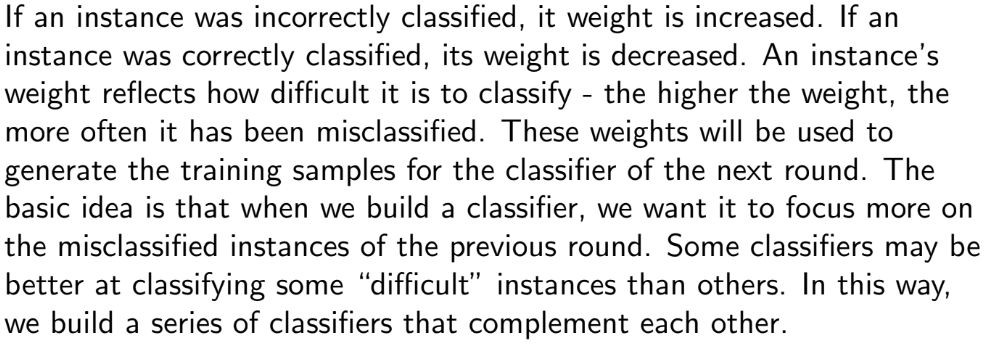 If an instance was incorrectly classified, it weight is increased. If an
instance was correctly classified, its weight is decreased. An instance's
weight reflects how difficult it is to classify - the higher the weight, the
more often it has been misclassified. These weights will be used to
generate the training samples for the classifier of the next round. The
basic idea is that when we build a classifier, we want it to focus more on
the misclassified instances of the previous round. Some classifiers may be
better at classifying some “difficult” instances than others. In this way,
we build a series of classifiers that complement each other.